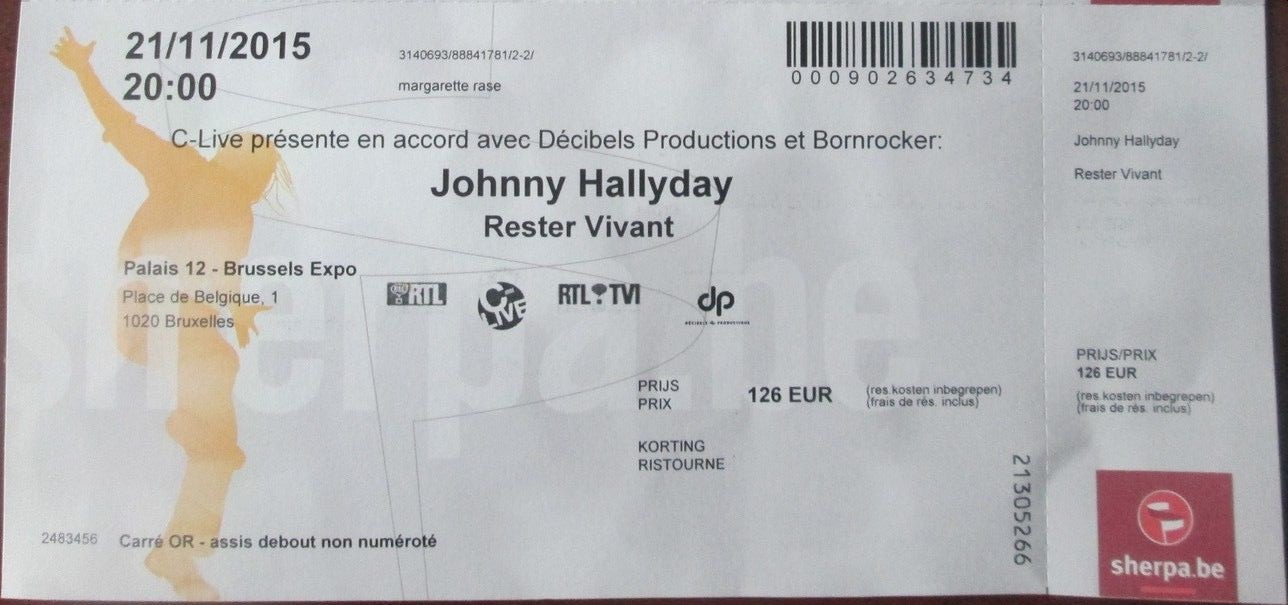 21/11/2015
20:00
3140693/88841781/2-2/
margarette rase
000902634734
C-Live présente en accord avec Décibels Productions et Bornrocker:
Johnny Hallyday
Rester Vivant
Palais 12 - Brussels Expo
Place de Belgique, 1
1020 Bruxelles
RTL
C-LIVE
RTL TVI
dp
DÉCIBELS PRODUCTIONS
PRIJS
PRIX
126 EUR
(res.kosten inbegrepen)
(frais de rés. inclus)
KORTING
RISTOURNE
21305266
2483456
Carré OR - assis debout non numéroté
sherpa.me
3140693/88841781/2-2/
21/11/2015
20:00
Johnny Hallyday
Rester Vivant
PRIJS/PRIX
126 EUR
(res.kosten inbegrepen)
(frais de rés. inclus)
sherpa.be